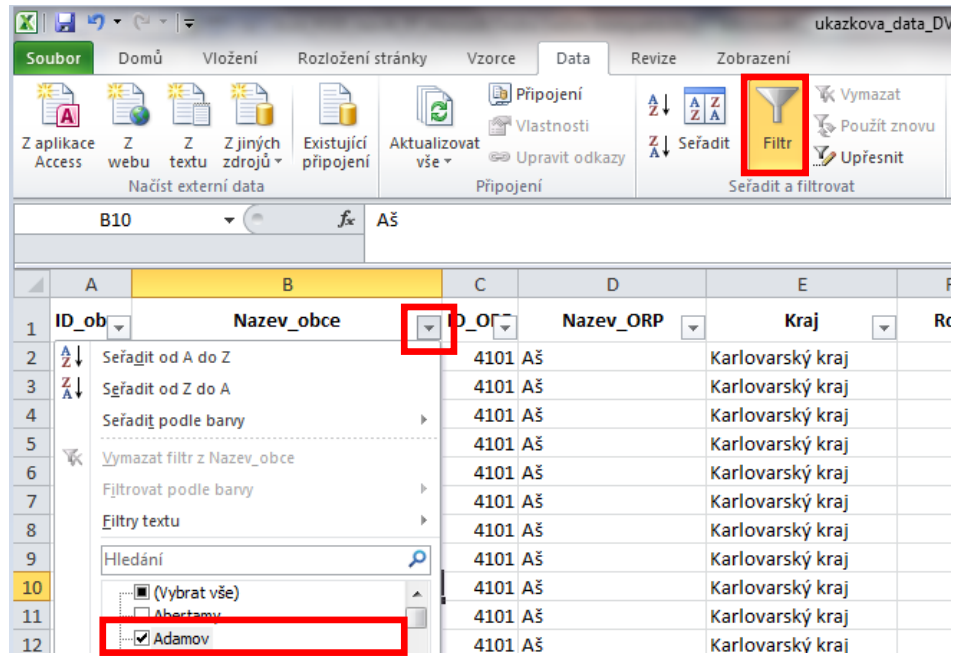 ukazkova_data_DV
Soubor Domů Vložení Rozložení stránky Vzorce Data Revize Zobrazení
Z aplikace Access
Z webu
Z textu
Z jiných zdrojů
Existující připojení
Načíst externí data
Aktualizovat vše
Připojení
Vlastnosti
Upravit odkazy
Připojení
Seřadit
Filtr
Vymazat
Použít znovu
Upřesnit
Seřadit a filtrovat
B10 fx Aš
A B C D E
1 ID_ob Nazev_obce Nazev_ORP Kraj
2 4101 Aš Karlovarský kraj
3 4101 Aš Karlovarský kraj
4 4101 Aš Karlovarský kraj
5 4101 Aš Karlovarský kraj
6 4101 Aš Karlovarský kraj
7 4101 Aš Karlovarský kraj
8 4101 Aš Karlovarský kraj
9 4101 Aš Karlovarský kraj
10 4101 Aš Karlovarský kraj
11 4101 Aš Karlovarský kraj
12 4101 Aš Karlovarský kraj
Seřadit od A do Z
Seřadit od Z do A
Seřadit podle barvy
Vymazat filtr z Nazev_obce
Filtrovat podle barvy
Filtry textu
Hledání
(Vybrat vše)
Abertamy
Adamov